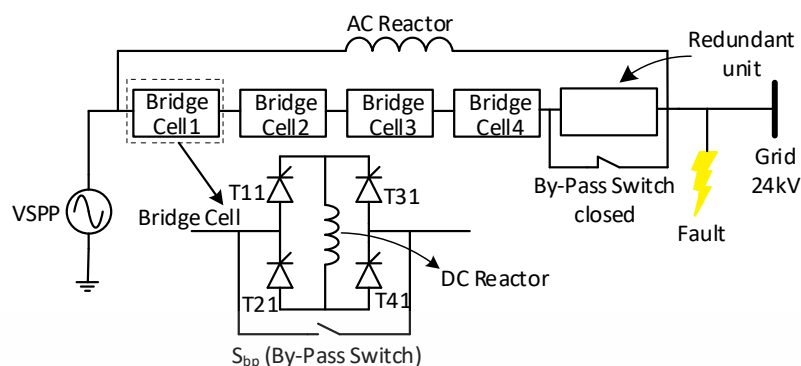 AC Reactor
Redundant
unit
Bridge
Cell1
Bridge
Cell2
Bridge
Cell3
Bridge
Cell4
Grid
24kV
By-Pass Switch
closed
Fault
VSPP
T11
T31
Bridge Cell
DC Reactor
T21
T41
Sbp (By-Pass Switch)